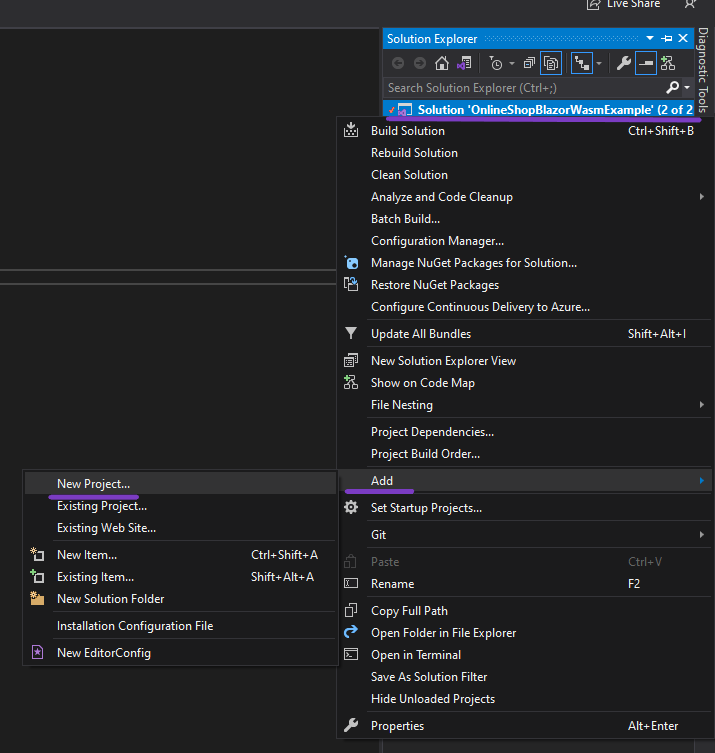 Live Share
Solution Explorer
Search Solution Explorer (Ctrl+;)
Diagnostic Tools
Solution 'OnlineShopBlazorWasmExample' (2 of 2
Build Solution Ctrl+Shift+B
Rebuild Solution
Clean Solution
Analyze and Code Cleanup
Batch Build...
Configuration Manager...
Manage NuGet Packages for Solution...
Restore NuGet Packages
Configure Continuous Delivery to Azure...
Update All Bundles Shift+Alt+I
New Solution Explorer View
Show on Code Map
File Nesting
Project Dependencies...
Project Build Order...
Add
Set Startup Projects...
Git
Paste Ctrl+V
Rename F2
Copy Full Path
Open Folder in File Explorer
Open in Terminal
Save As Solution Filter
Hide Unloaded Projects
Properties Alt+Enter
New Project...
Existing Project...
Existing Web Site...
New Item... Ctrl+Shift+A
Existing Item... Shift+Alt+A
New Solution Folder
Installation Configuration File
New EditorConfig